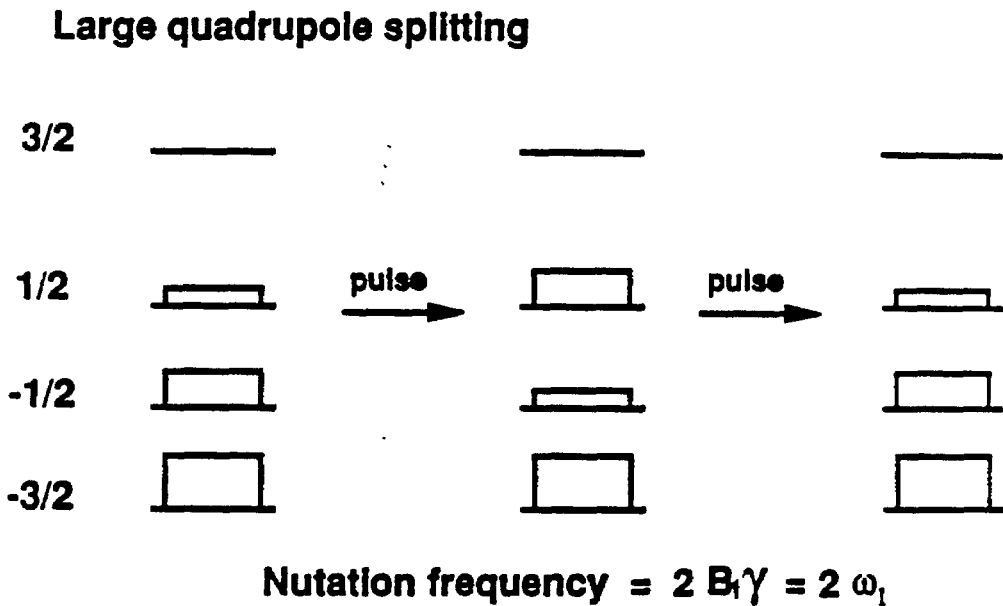 Large quadrupole splitting
3/2
1/2 pulse pulse
-1/2
-3/2
Nutation frequency = 2 B₁γ = 2 ω₁